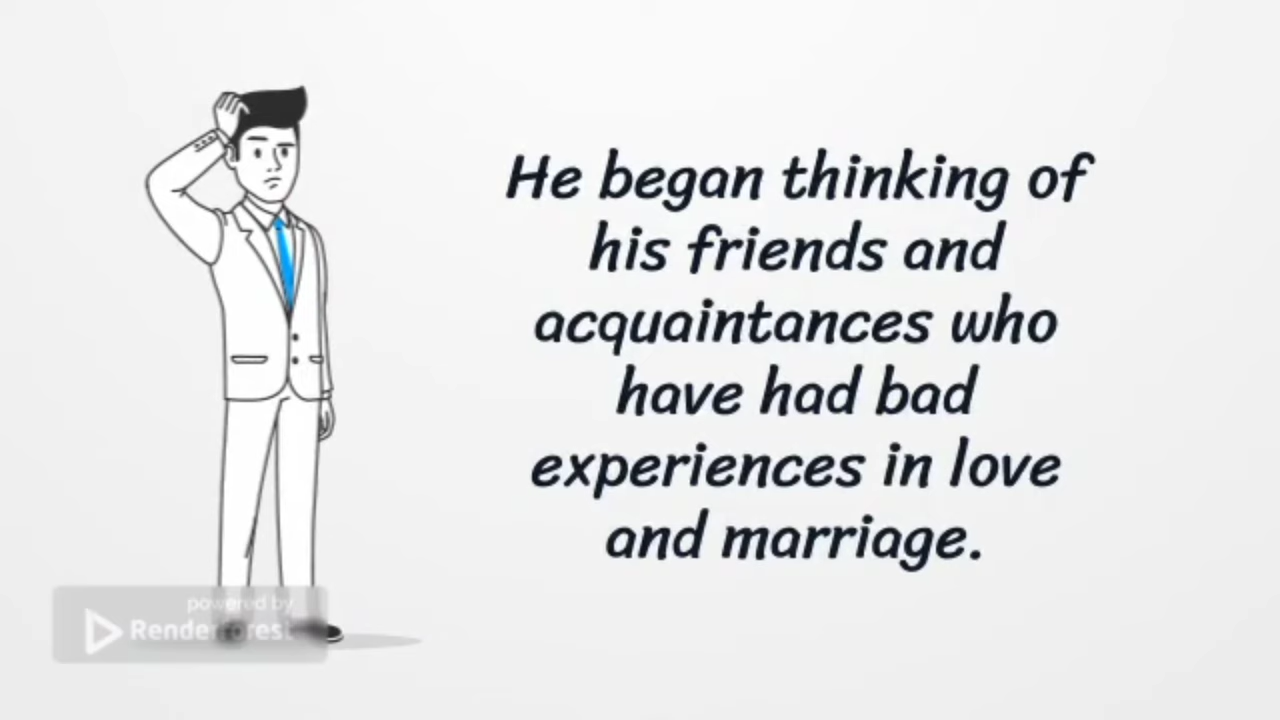 He began thinking of
his friends and
acquaintances who
have had bad
experiences in love
and marriage.
powered by
Renderforest